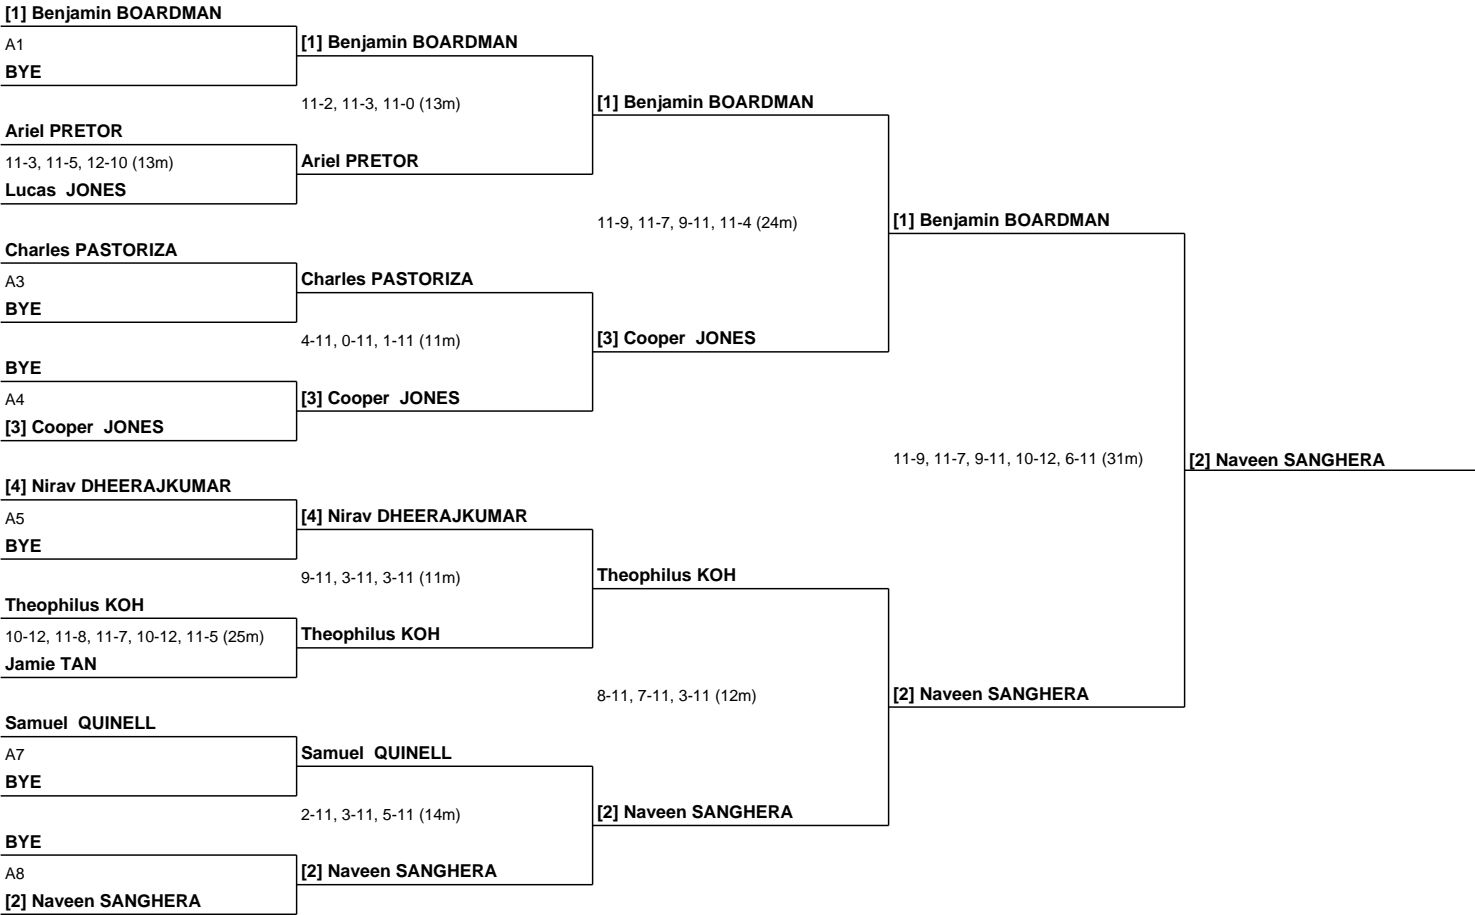 [1] Benjamin BOARDMAN
A1
BYE
[1] Benjamin BOARDMAN
11-2, 11-3, 11-0 (13m)
Ariel PRETOR
11-3, 11-5, 12-10 (13m)
Lucas JONES
Ariel PRETOR
[1] Benjamin BOARDMAN
11-9, 11-7, 9-11, 11-4 (24m)
Charles PASTORIZA
A3
BYE
Charles PASTORIZA
4-11, 0-11, 1-11 (11m)
BYE
A4
[3] Cooper JONES
[3] Cooper JONES
[3] Cooper JONES
[1] Benjamin BOARDMAN
11-9, 11-7, 9-11, 10-12, 6-11 (31m)
[2] Naveen SANGHERA
[4] Nirav DHEERAJKUMAR
A5
BYE
[4] Nirav DHEERAJKUMAR
9-11, 3-11, 3-11 (11m)
Theophilus KOH
10-12, 11-8, 11-7, 10-12, 11-5 (25m)
Jamie TAN
Theophilus KOH
Theophilus KOH
8-11, 7-11, 3-11 (12m)
[2] Naveen SANGHERA
Samuel QUINELL
A7
BYE
Samuel QUINELL
2-11, 3-11, 5-11 (14m)
[2] Naveen SANGHERA
BYE
A8
[2] Naveen SANGHERA
[2] Naveen SANGHERA